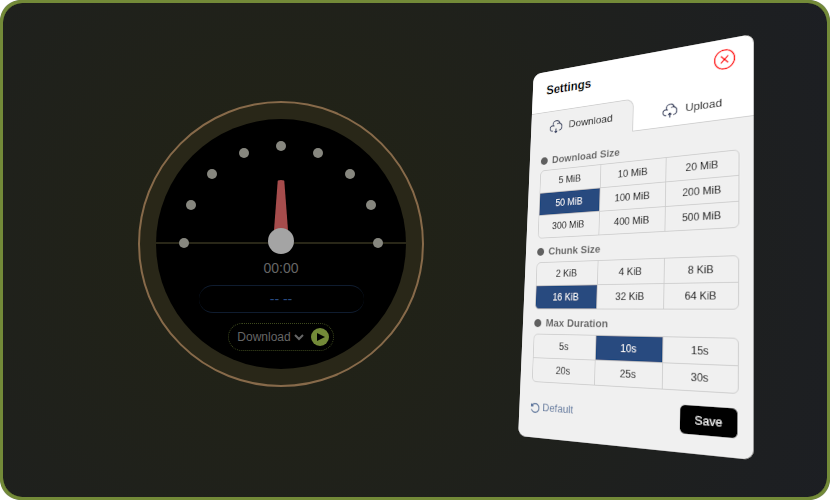 00:00
-- --
Download
Settings
Download Upload
Download Size
5 MiB 10 MiB 20 MiB
50 MiB 100 MiB 200 MiB
300 MiB 400 MiB 500 MiB
Chunk Size
2 KiB 4 KiB 8 KiB
16 KiB 32 KiB 64 KiB
Max Duration
5s 10s 15s
20s 25s 30s
Default Save